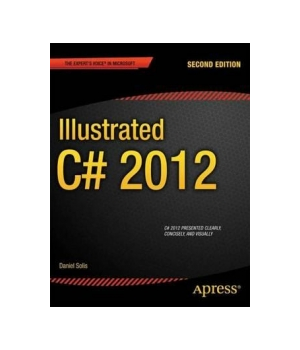 THE EXPERT'S VOICE® IN MICROSOFT
SECOND EDITION
Illustrated
C# 2012
C# 2012 PRESENTED CLEARLY,
CONCISELY AND VISUALLY
Daniel Solis
Apress®